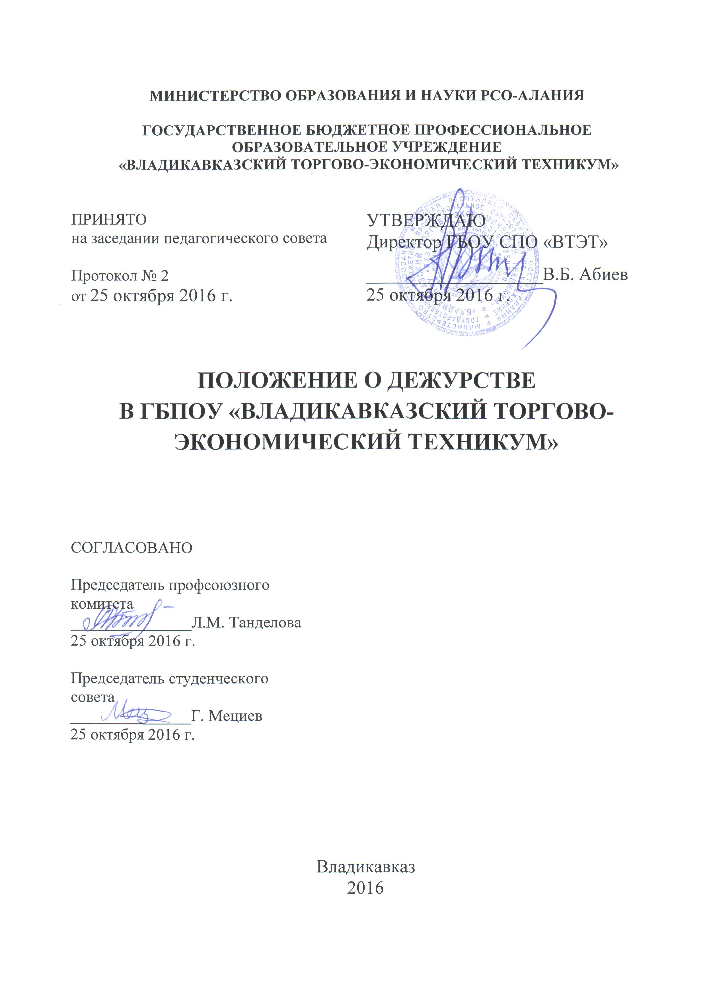 МИНИСТЕРСТВО ОБРАЗОВАНИЯ И НАУКИ РСО-АЛАНИЯ
ГОСУДАРСТВЕННОЕ БЮДЖЕТНОЕ ПРОФЕССИОНАЛЬНОЕ
ОБРАЗОВАТЕЛЬНОЕ УЧРЕЖДЕНИЕ
«ВЛАДИКАВКАЗСКИЙ ТОРГОВО-ЭКОНОМИЧЕСКИЙ ТЕХНИКУМ»
ПРИНЯТО
на заседании педагогического совета
Протокол № 2
от 25 октября 2016 г.
УТВЕРЖДАЮ
Директор ГБОУ СПО «ВТЭТ»
В.Б. Абиев
25 октября 2016 г.
ПОЛОЖЕНИЕ О ДЕЖУРСТВЕ
В ГБПОУ «ВЛАДИКАВКАЗСКИЙ ТОРГОВО-
ЭКОНОМИЧЕСКИЙ ТЕХНИКУМ»
СОГЛАСОВАНО
Председатель профсоюзного
комитета
Л.М. Танделова
25 октября 2016 г.
Председатель студенческого
совета
Г. Мециев
25 октября 2016 г.
Владикавказ
2016